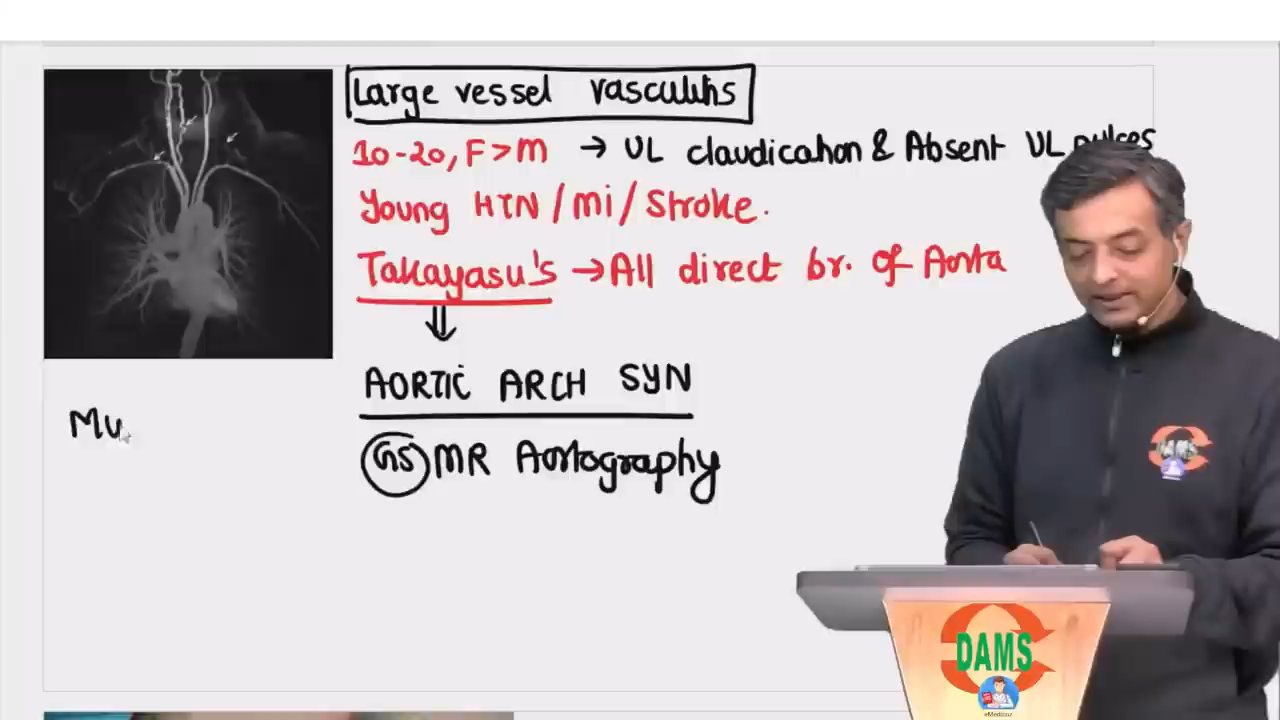 Large vessel vasculitis
10-20, F>M → UL claudication & Absent UL pulses
Young HTN/mi/Stroke.
Takayasu's → All direct br. of Aorta
⇓
AORTIC ARCH SYN
GS MR Aortography
Mu
DAMS
eMedicoz